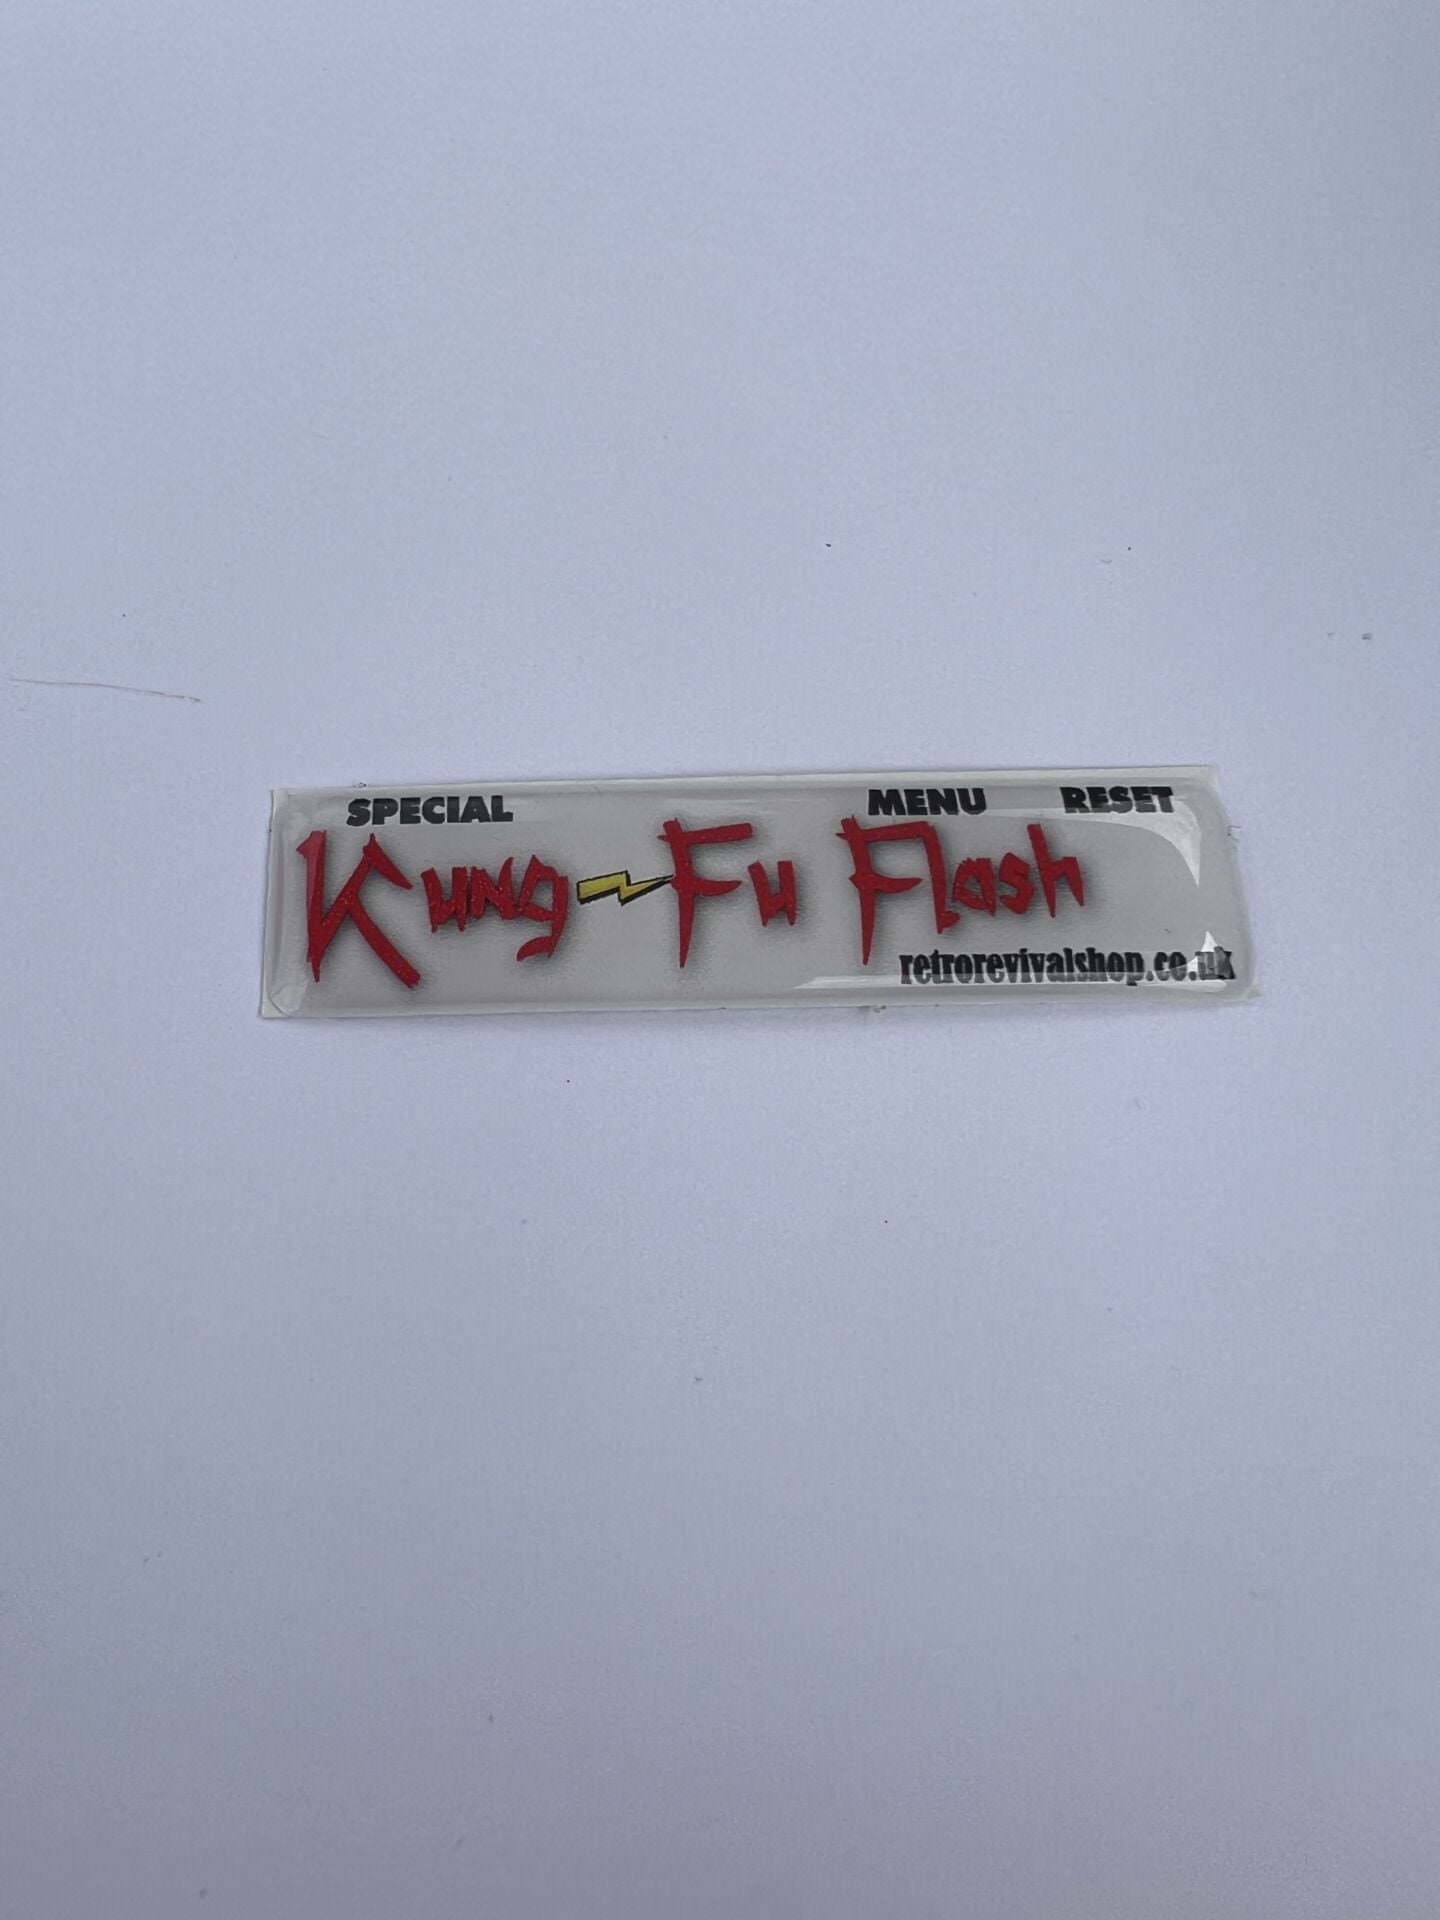 SPECIAL MENU RESET
Kung-Fu Flash
retrorevivalshop.co.uk